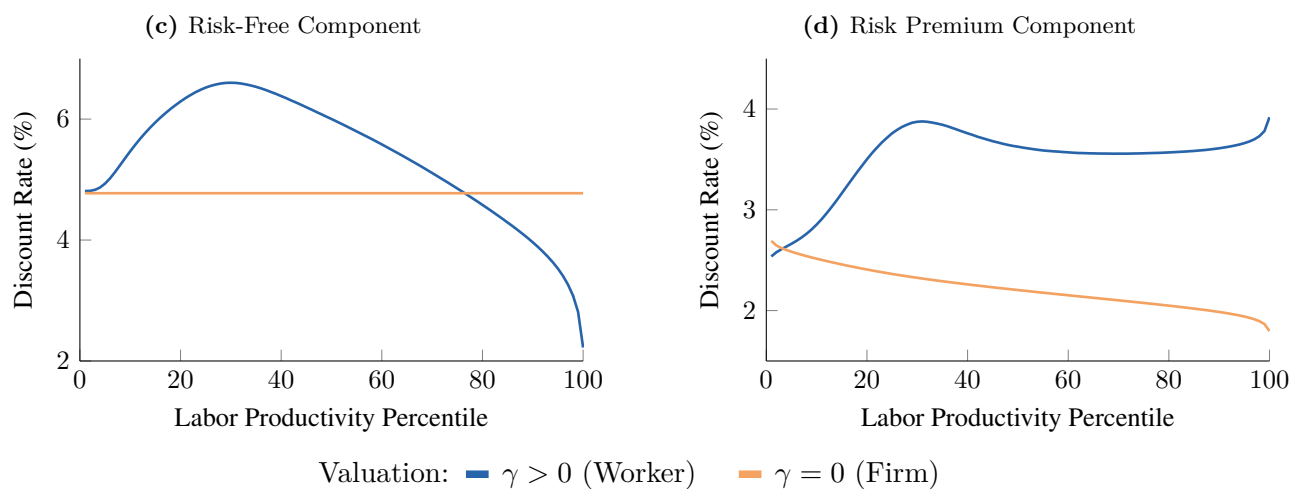 (c) Risk-Free Component
Discount Rate (%)
6
4
2
0 20 40 60 80 100
Labor Productivity Percentile
(d) Risk Premium Component
Discount Rate (%)
4
3
2
0 20 40 60 80 100
Labor Productivity Percentile
Valuation: γ > 0 (Worker) γ = 0 (Firm)